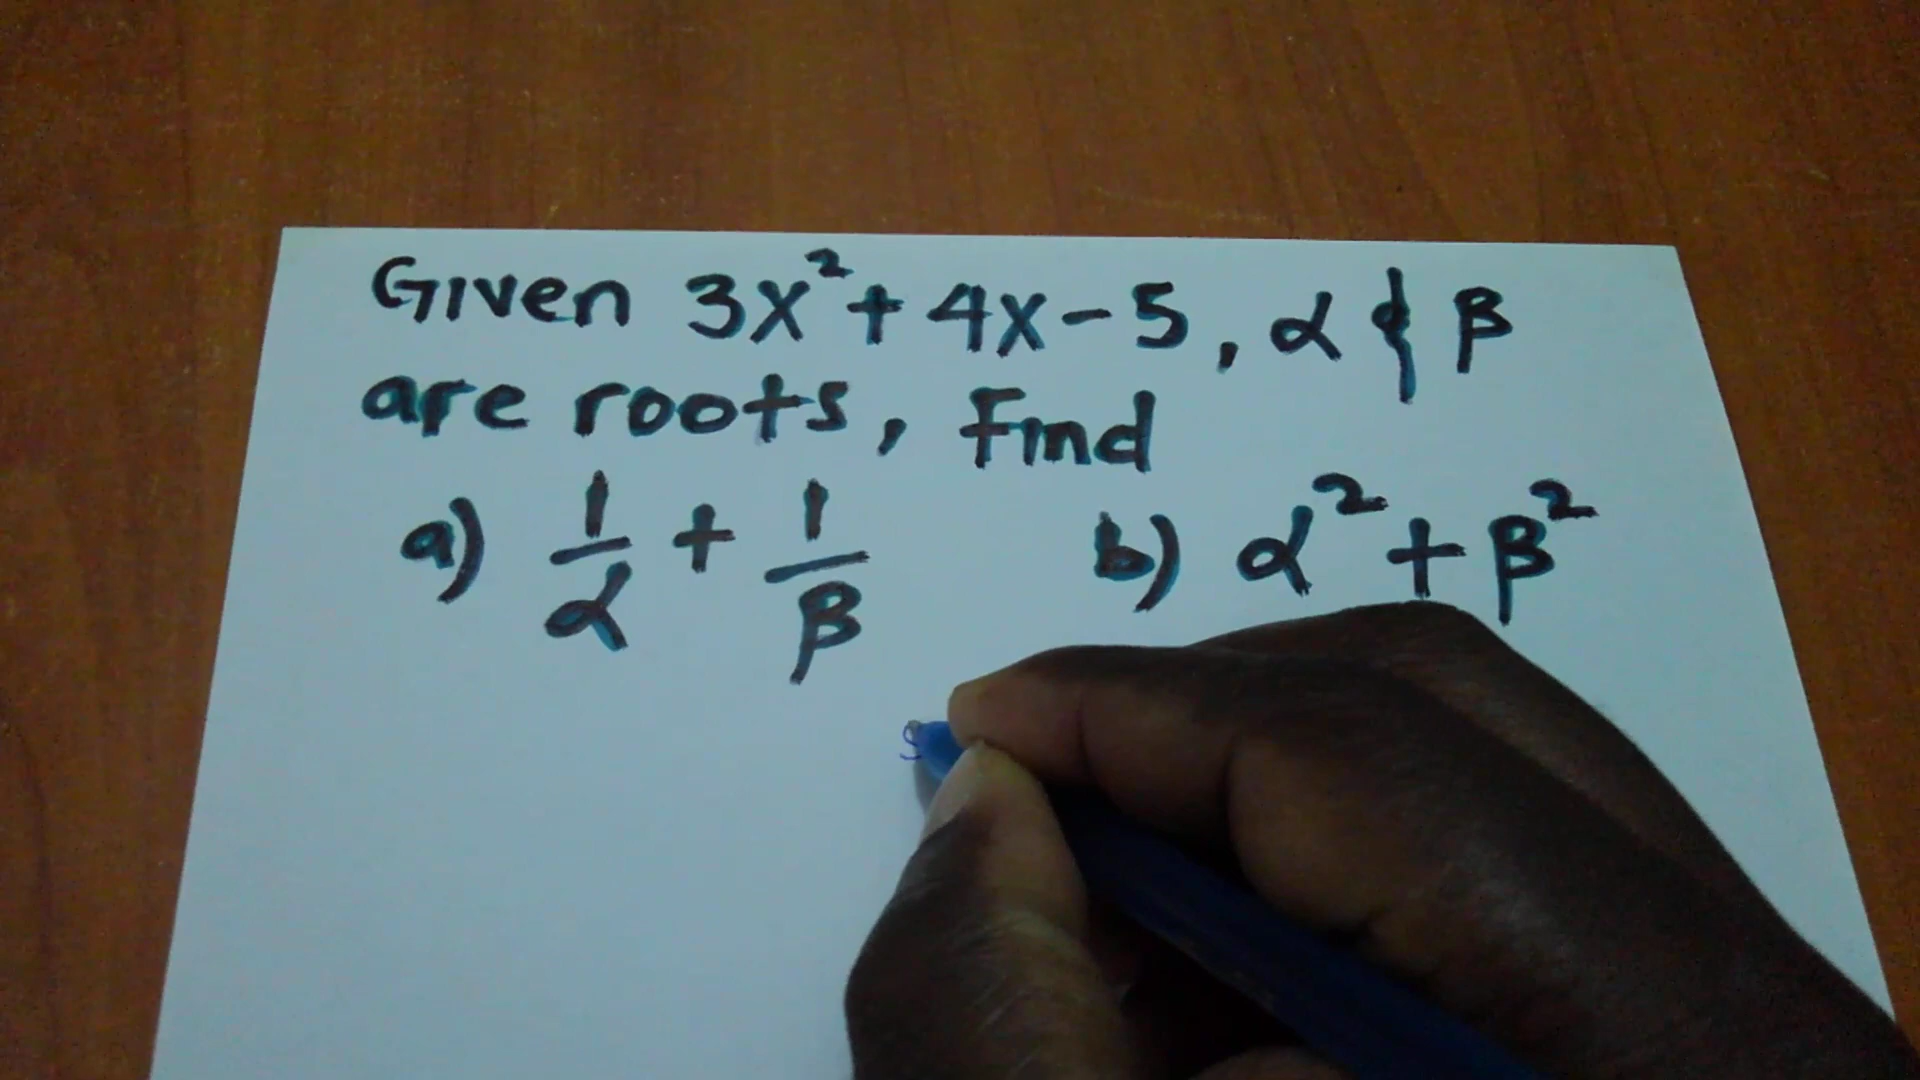 Given 3x²+4x-5, α & β
are roots, Find
a) 1/α + 1/β b) α²+β²
s